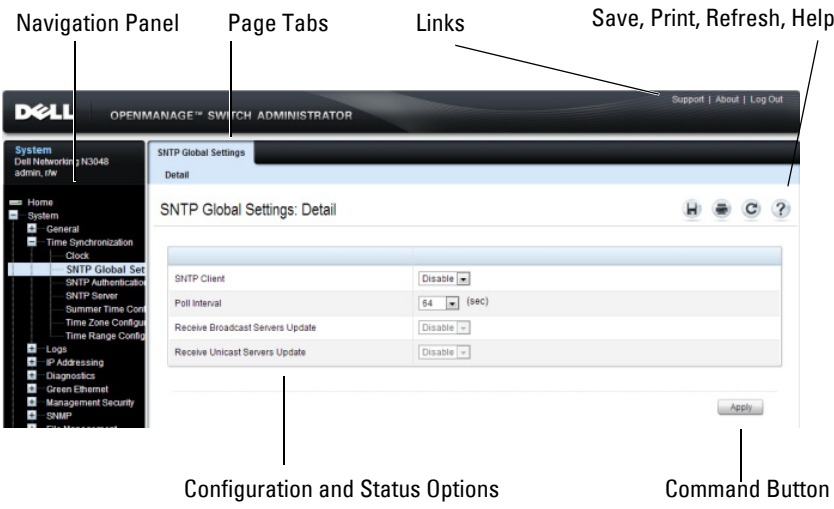 Navigation Panel Page Tabs Links Save, Print, Refresh, Help
Support | About | Log Out
DELL OPENMANAGE™ SWITCH ADMINISTRATOR
System
Dell Networking N3048
admin, r/w
SNTP Global Settings
Detail
Home
System
General
Time Synchronization
Clock
SNTP Global Set
SNTP Authenticatio
SNTP Server
Summer Time Conf
Time Zone Configur
Time Range Config
Logs
IP Addressing
Diagnostics
Green Ethernet
Management Security
SNMP
SNTP Global Settings: Detail
SNTP Client Disable
Poll Interval 64 (sec)
Receive Broadcast Servers Update Disable
Receive Unicast Servers Update Disable
Apply
Configuration and Status Options Command Button